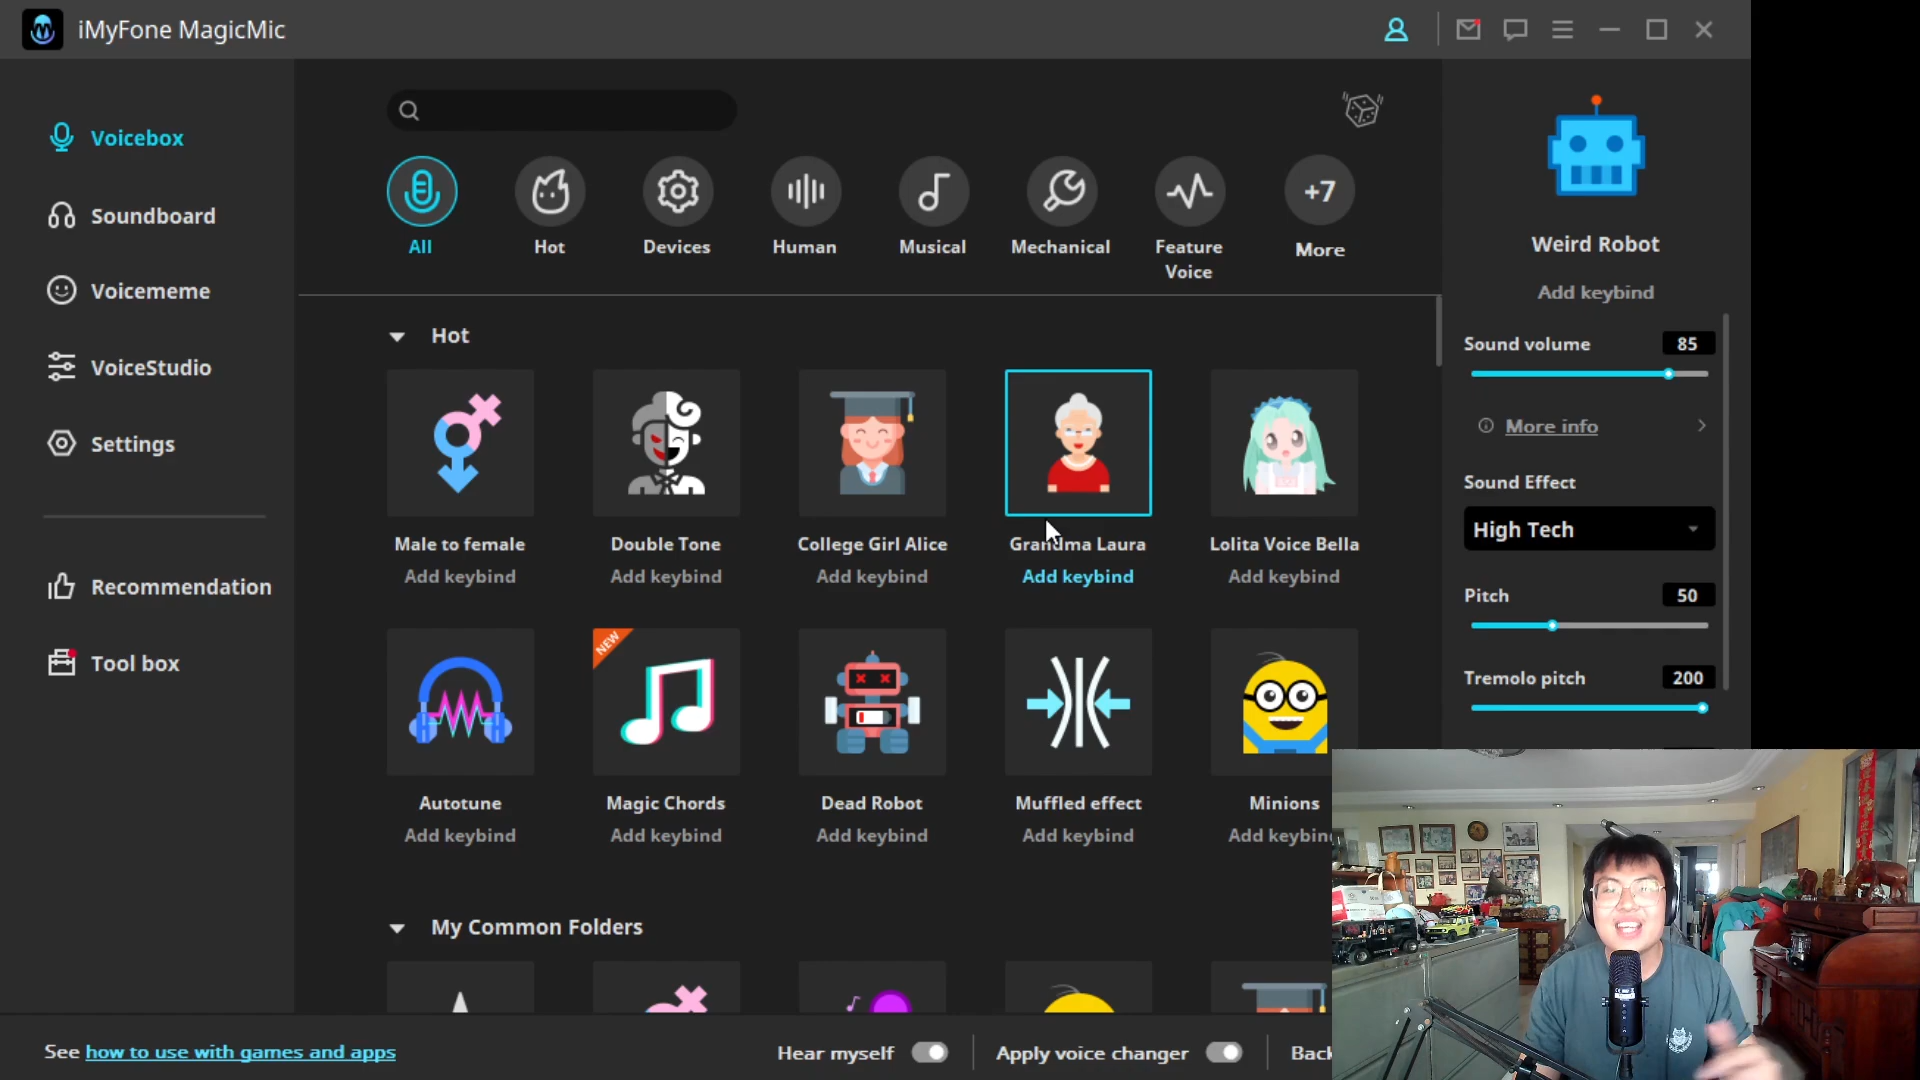 iMyFone MagicMic
Voicebox
Soundboard
Voicememe
VoiceStudio
Settings
Recommendation
Tool box
All
Hot
Devices
Human
Musical
Mechanical
Feature
Voice
+7
More
Hot
Male to female
Add keybind
Double Tone
Add keybind
College Girl Alice
Add keybind
Grandma Laura
Add keybind
Lolita Voice Bella
Add keybind
Autotune
Add keybind
NEW
Magic Chords
Add keybind
Dead Robot
Add keybind
Muffled effect
Add keybind
Minions
Add keybind
My Common Folders
Weird Robot
Add keybind
Sound volume 85
More info
Sound Effect
High Tech
Pitch 50
Tremolo pitch 200
See how to use with games and apps
Hear myself
Apply voice changer
Back